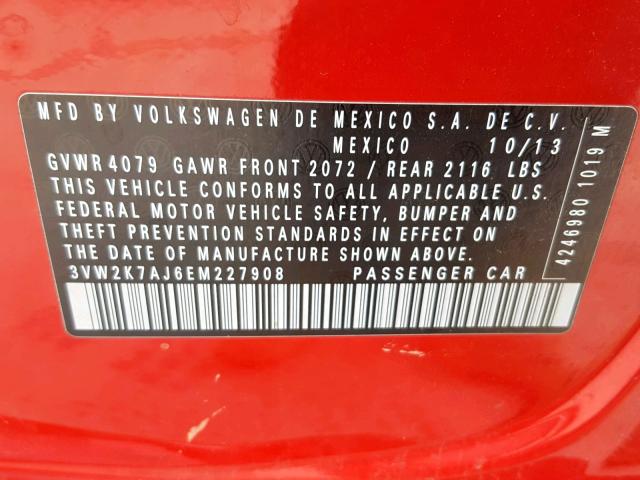 MFD BY VOLKSWAGEN DE MEXICO S.A. DE C.V.
MEXICO 10/13
GVWR 4079 GAWR FRONT 2072 / REAR 2116 LBS
THIS VEHICLE CONFORMS TO ALL APPLICABLE U.S.
FEDERAL MOTOR VEHICLE SAFETY, BUMPER AND
THEFT PREVENTION STANDARDS IN EFFECT ON
THE DATE OF MANUFACTURE SHOWN ABOVE.
3VW2K7AJ6EM227908 PASSENGER CAR
4246980 1019 M